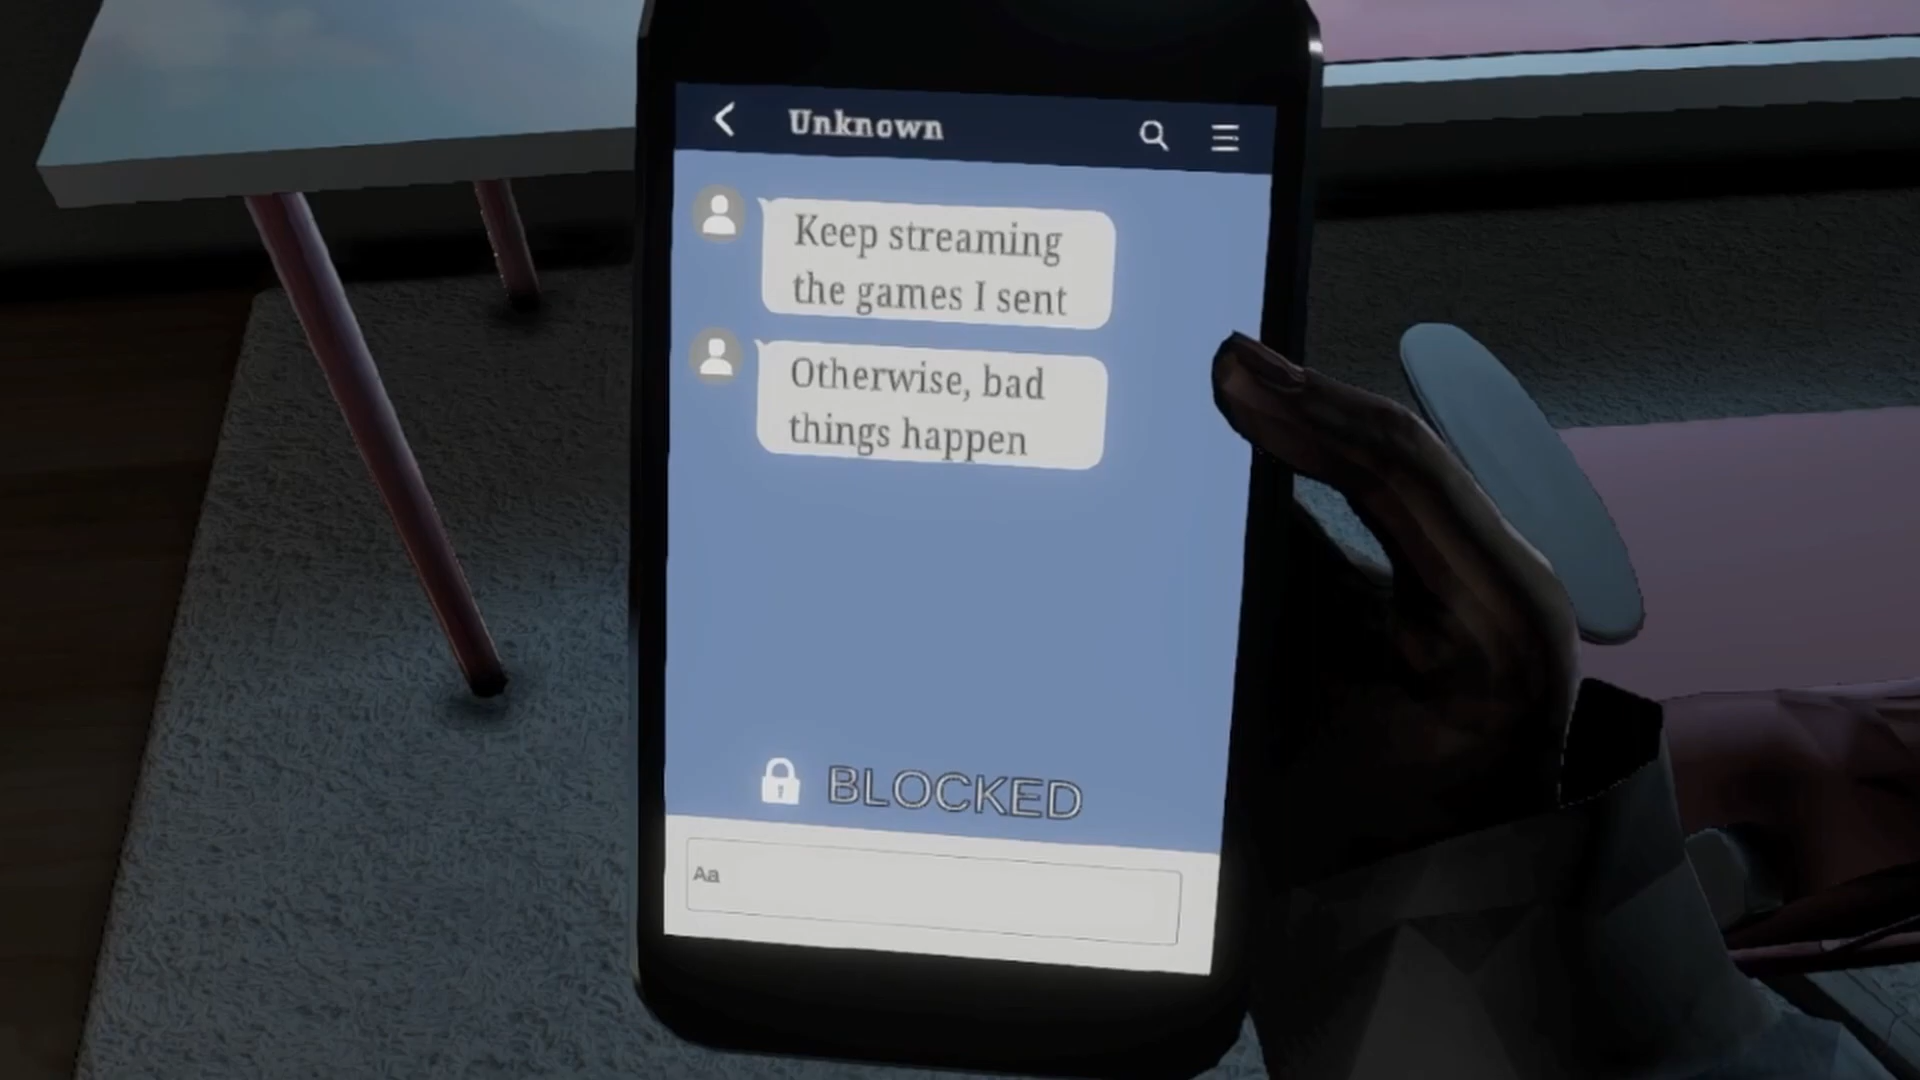 Unknown
Keep streaming
the games I sent
Otherwise, bad
things happen
BLOCKED
Aa